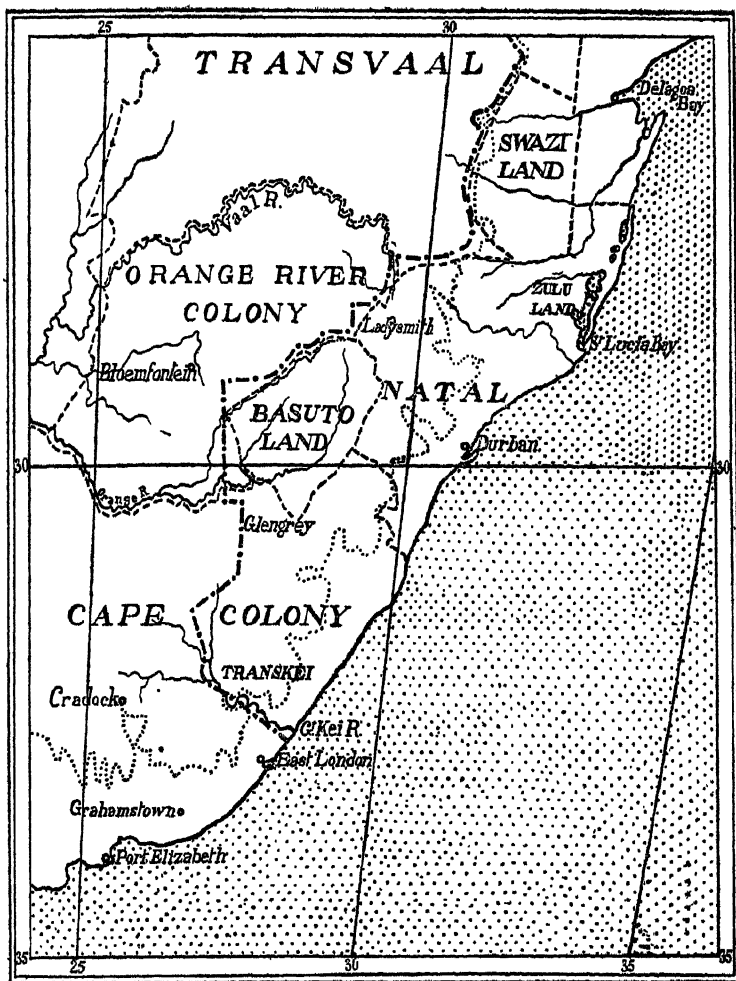 25
30
TRANSVAAL
Delagoa
Bay
SWAZI
LAND
Vaal R.
ORANGE RIVER
COLONY
ZULU
LAND
Ladysmith
St Lucia Bay
Bloemfontein
NATAL
BASUTO
LAND
Durban
30
30
Orange R.
Glengrey
CAPE COLONY
TRANSKEI
Cradock
Gt Kei R.
East London
Grahamstown
Port Elizabeth
35
35
25
30
35